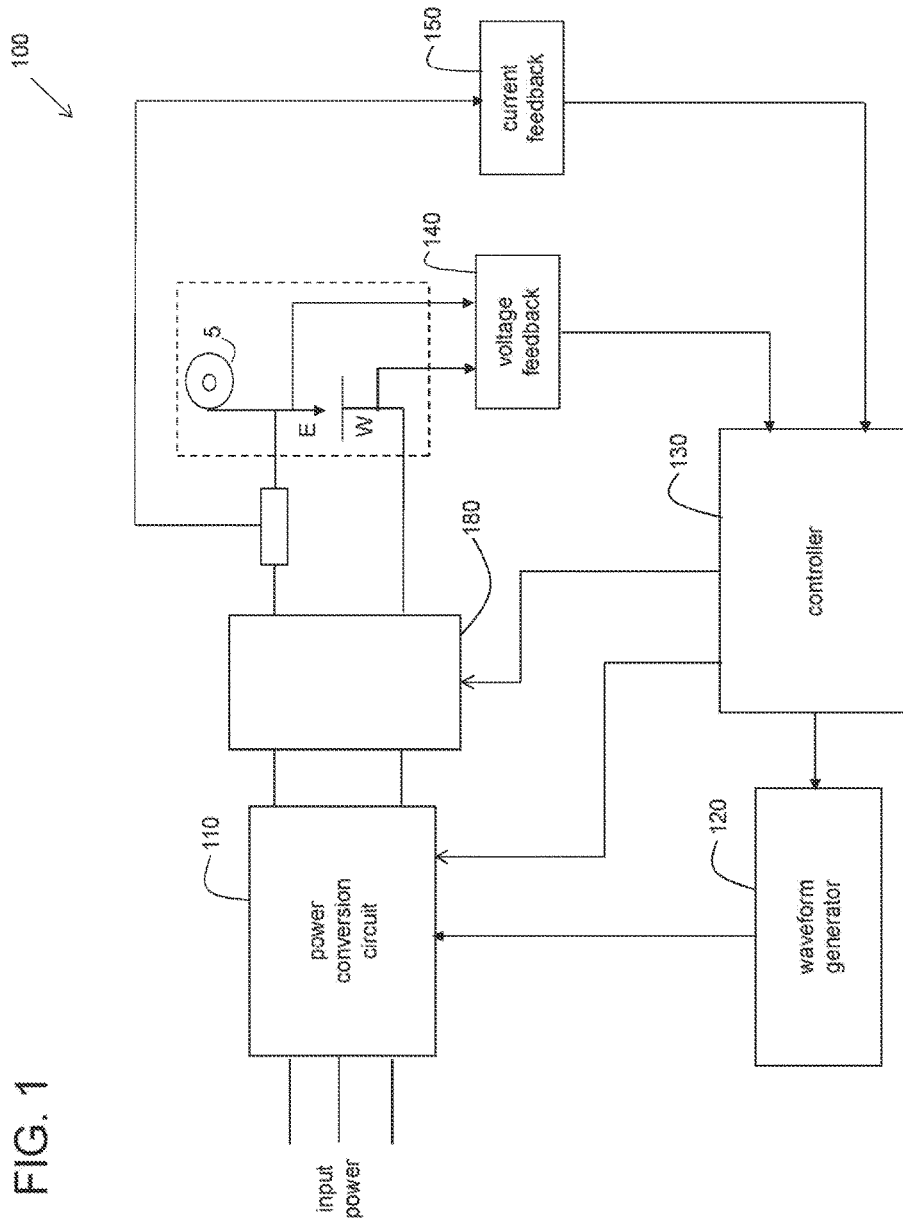 FIG. 1
100
input
power
110
power
conversion
circuit
180
5
E
W
140
voltage
feedback
150
current
feedback
120
waveform
generator
130
controller